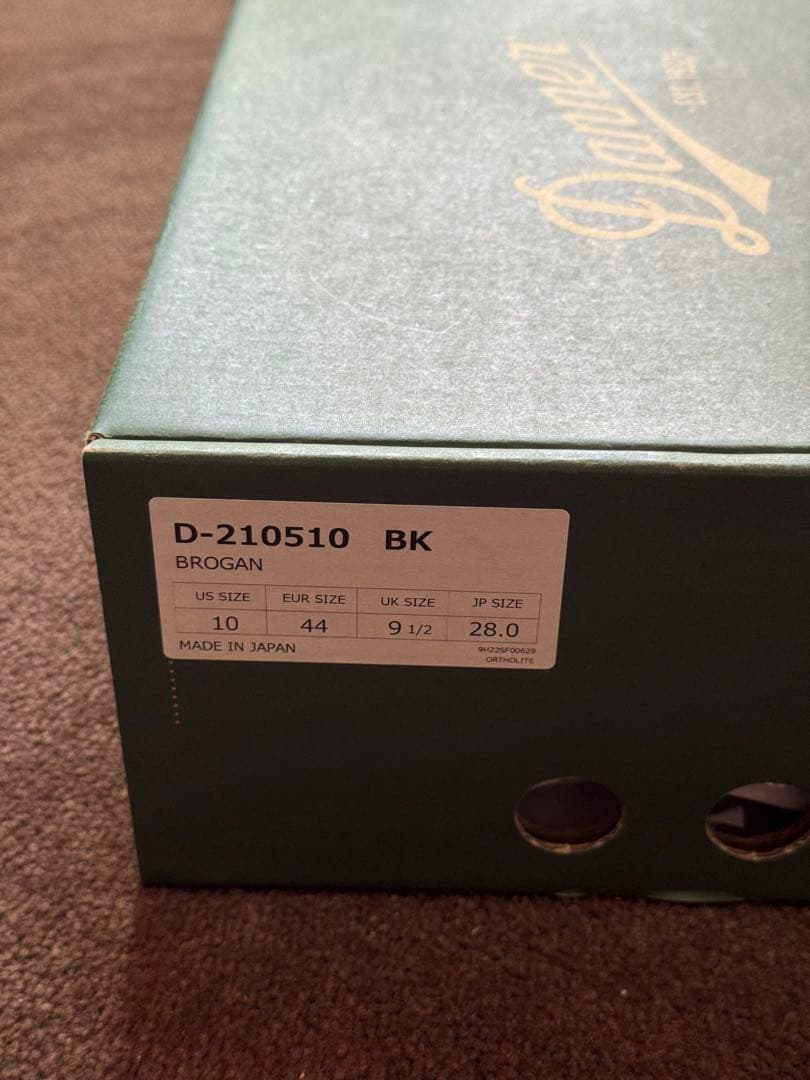 Danner
D-210510 BK
BROGAN
US SIZE EUR SIZE UK SIZE JP SIZE
10 44 9 1/2 28.0
MADE IN JAPAN
9H22SF00629
ORTHOLITE